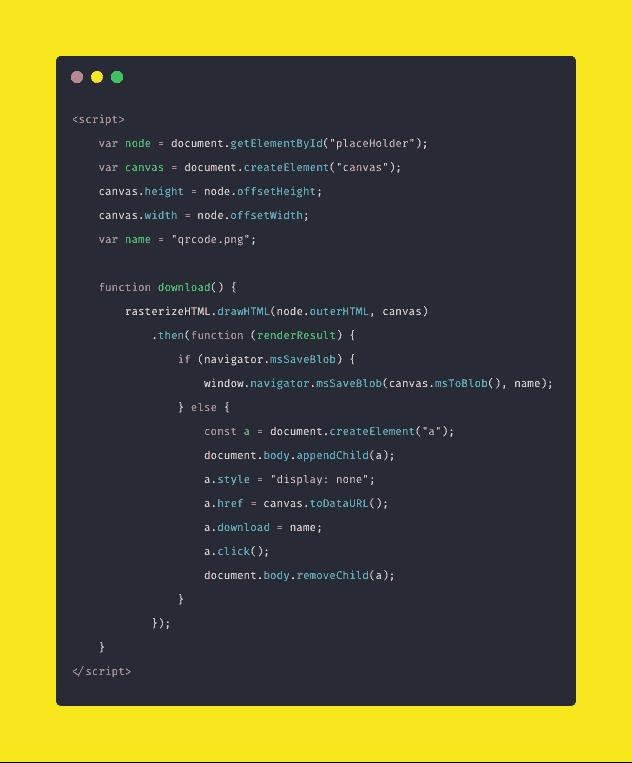 <script>
    var node = document.getElementById("placeHolder");
    var canvas = document.createElement("canvas");
    canvas.height = node.offsetHeight;
    canvas.width = node.offsetWidth;
    var name = "qrcode.png";

    function download() {
        rasterizeHTML.drawHTML(node.outerHTML, canvas)
            .then(function (renderResult) {
                if (navigator.msSaveBlob) {
                    window.navigator.msSaveBlob(canvas.msToBlob(), name);
                } else {
                    const a = document.createElement("a");
                    document.body.appendChild(a);
                    a.style = "display: none";
                    a.href = canvas.toDataURL();
                    a.download = name;
                    a.click();
                    document.body.removeChild(a);
                }
            });
    }
</script>